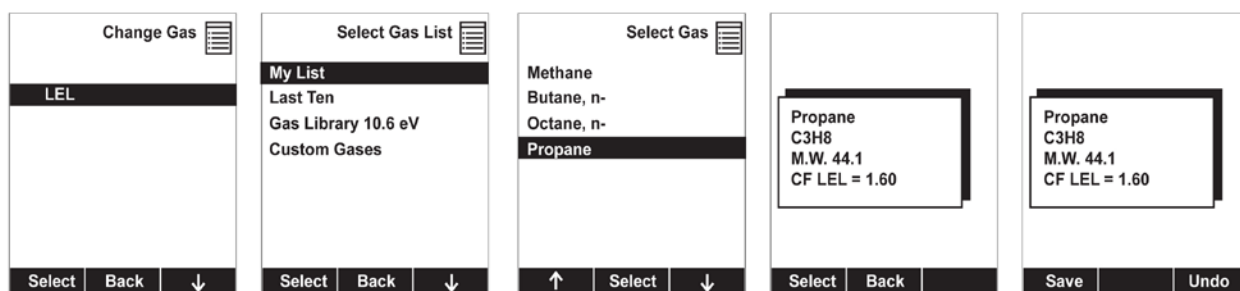 Change Gas
LEL
Select Back ↓
Select Gas List
My List
Last Ten
Gas Library 10.6 eV
Custom Gases
Select Back ↓
Select Gas
Methane
Butane, n-
Octane, n-
Propane
↑ Select ↓
Propane
C3H8
M.W. 44.1
CF LEL = 1.60
Select Back
Propane
C3H8
M.W. 44.1
CF LEL = 1.60
Save Undo